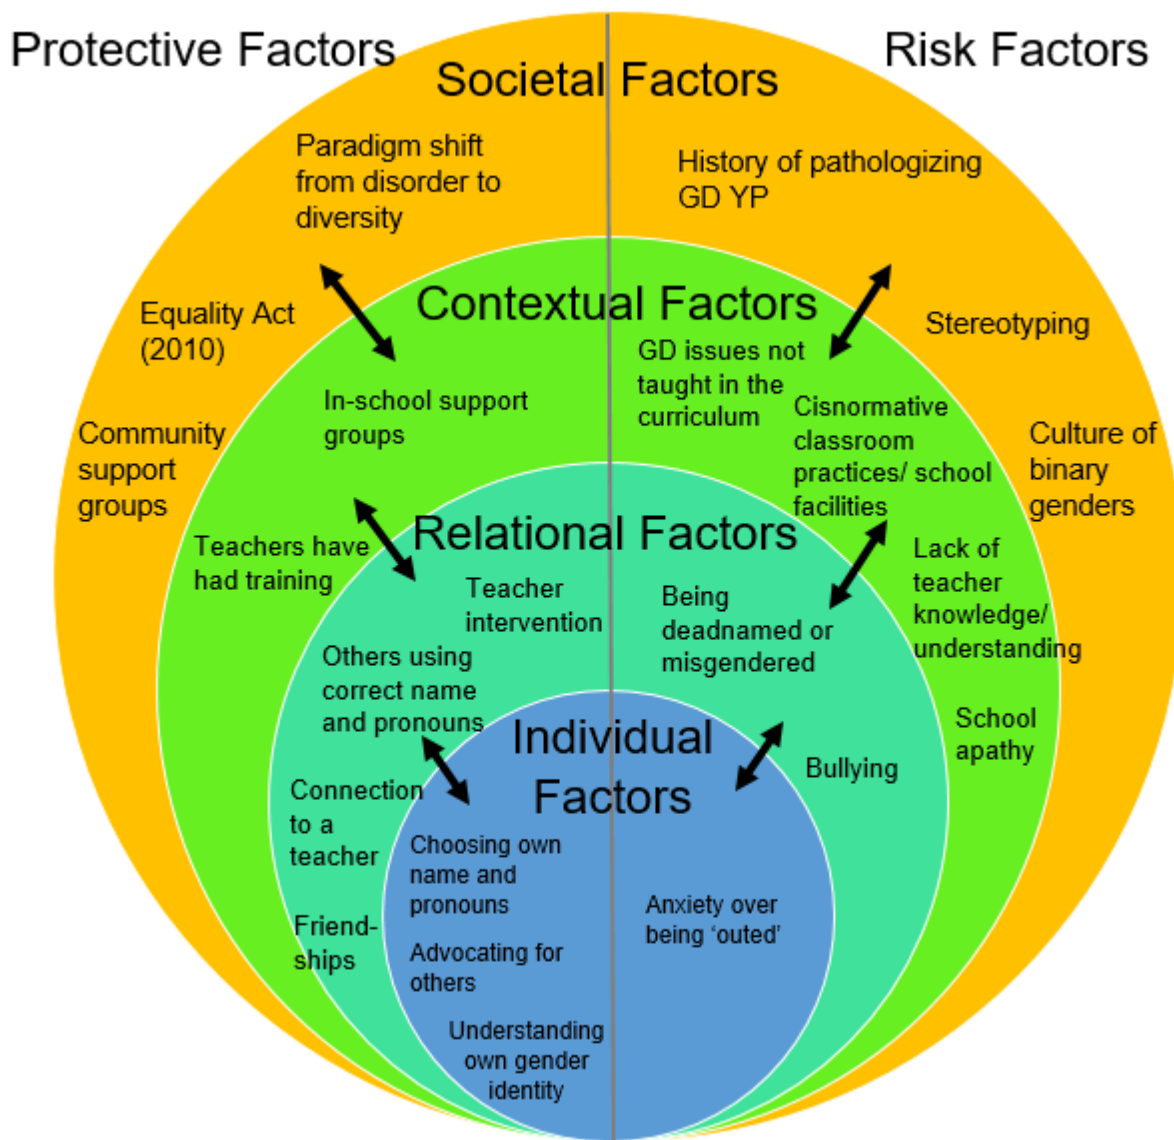 Protective Factors
Risk Factors
Societal Factors
Paradigm shift
from disorder to
diversity
Equality Act
(2010)
Community
support
groups
History of pathologizing
GD YP
Stereotyping
Culture of
binary
genders
Contextual Factors
In-school support
groups
Teachers have
had training
GD issues not
taught in the
curriculum
Cisnormative
classroom
practices/ school
facilities
Lack of
teacher
knowledge/
understanding
School
apathy
Relational Factors
Teacher
intervention
Others using
correct name
and pronouns
Connection
to a
teacher
Friend-
ships
Being
deadnamed or
misgendered
Bullying
Individual
Factors
Choosing own
name and
pronouns
Advocating for
others
Understanding
own gender
identity
Anxiety over
being ‘outed’